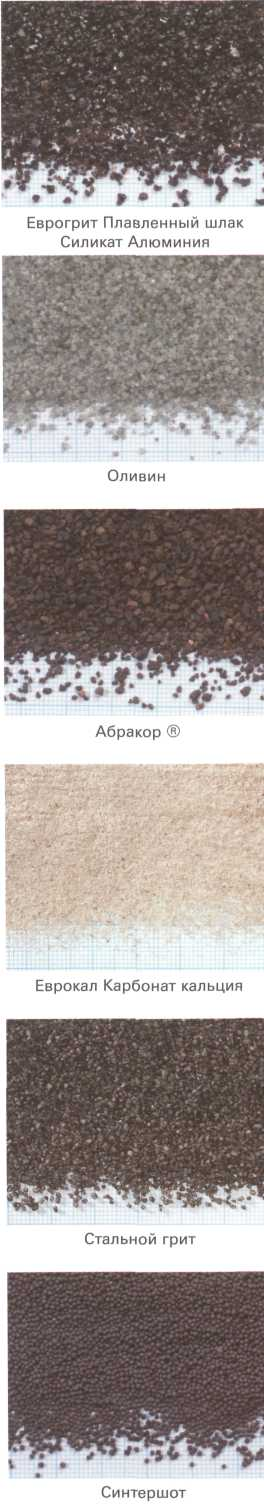 Еврогрит Плавленный шлак
Силикат Алюминия
Оливин
Абракор ®
Еврокал Карбонат кальция
Стальной грит
Синтершот